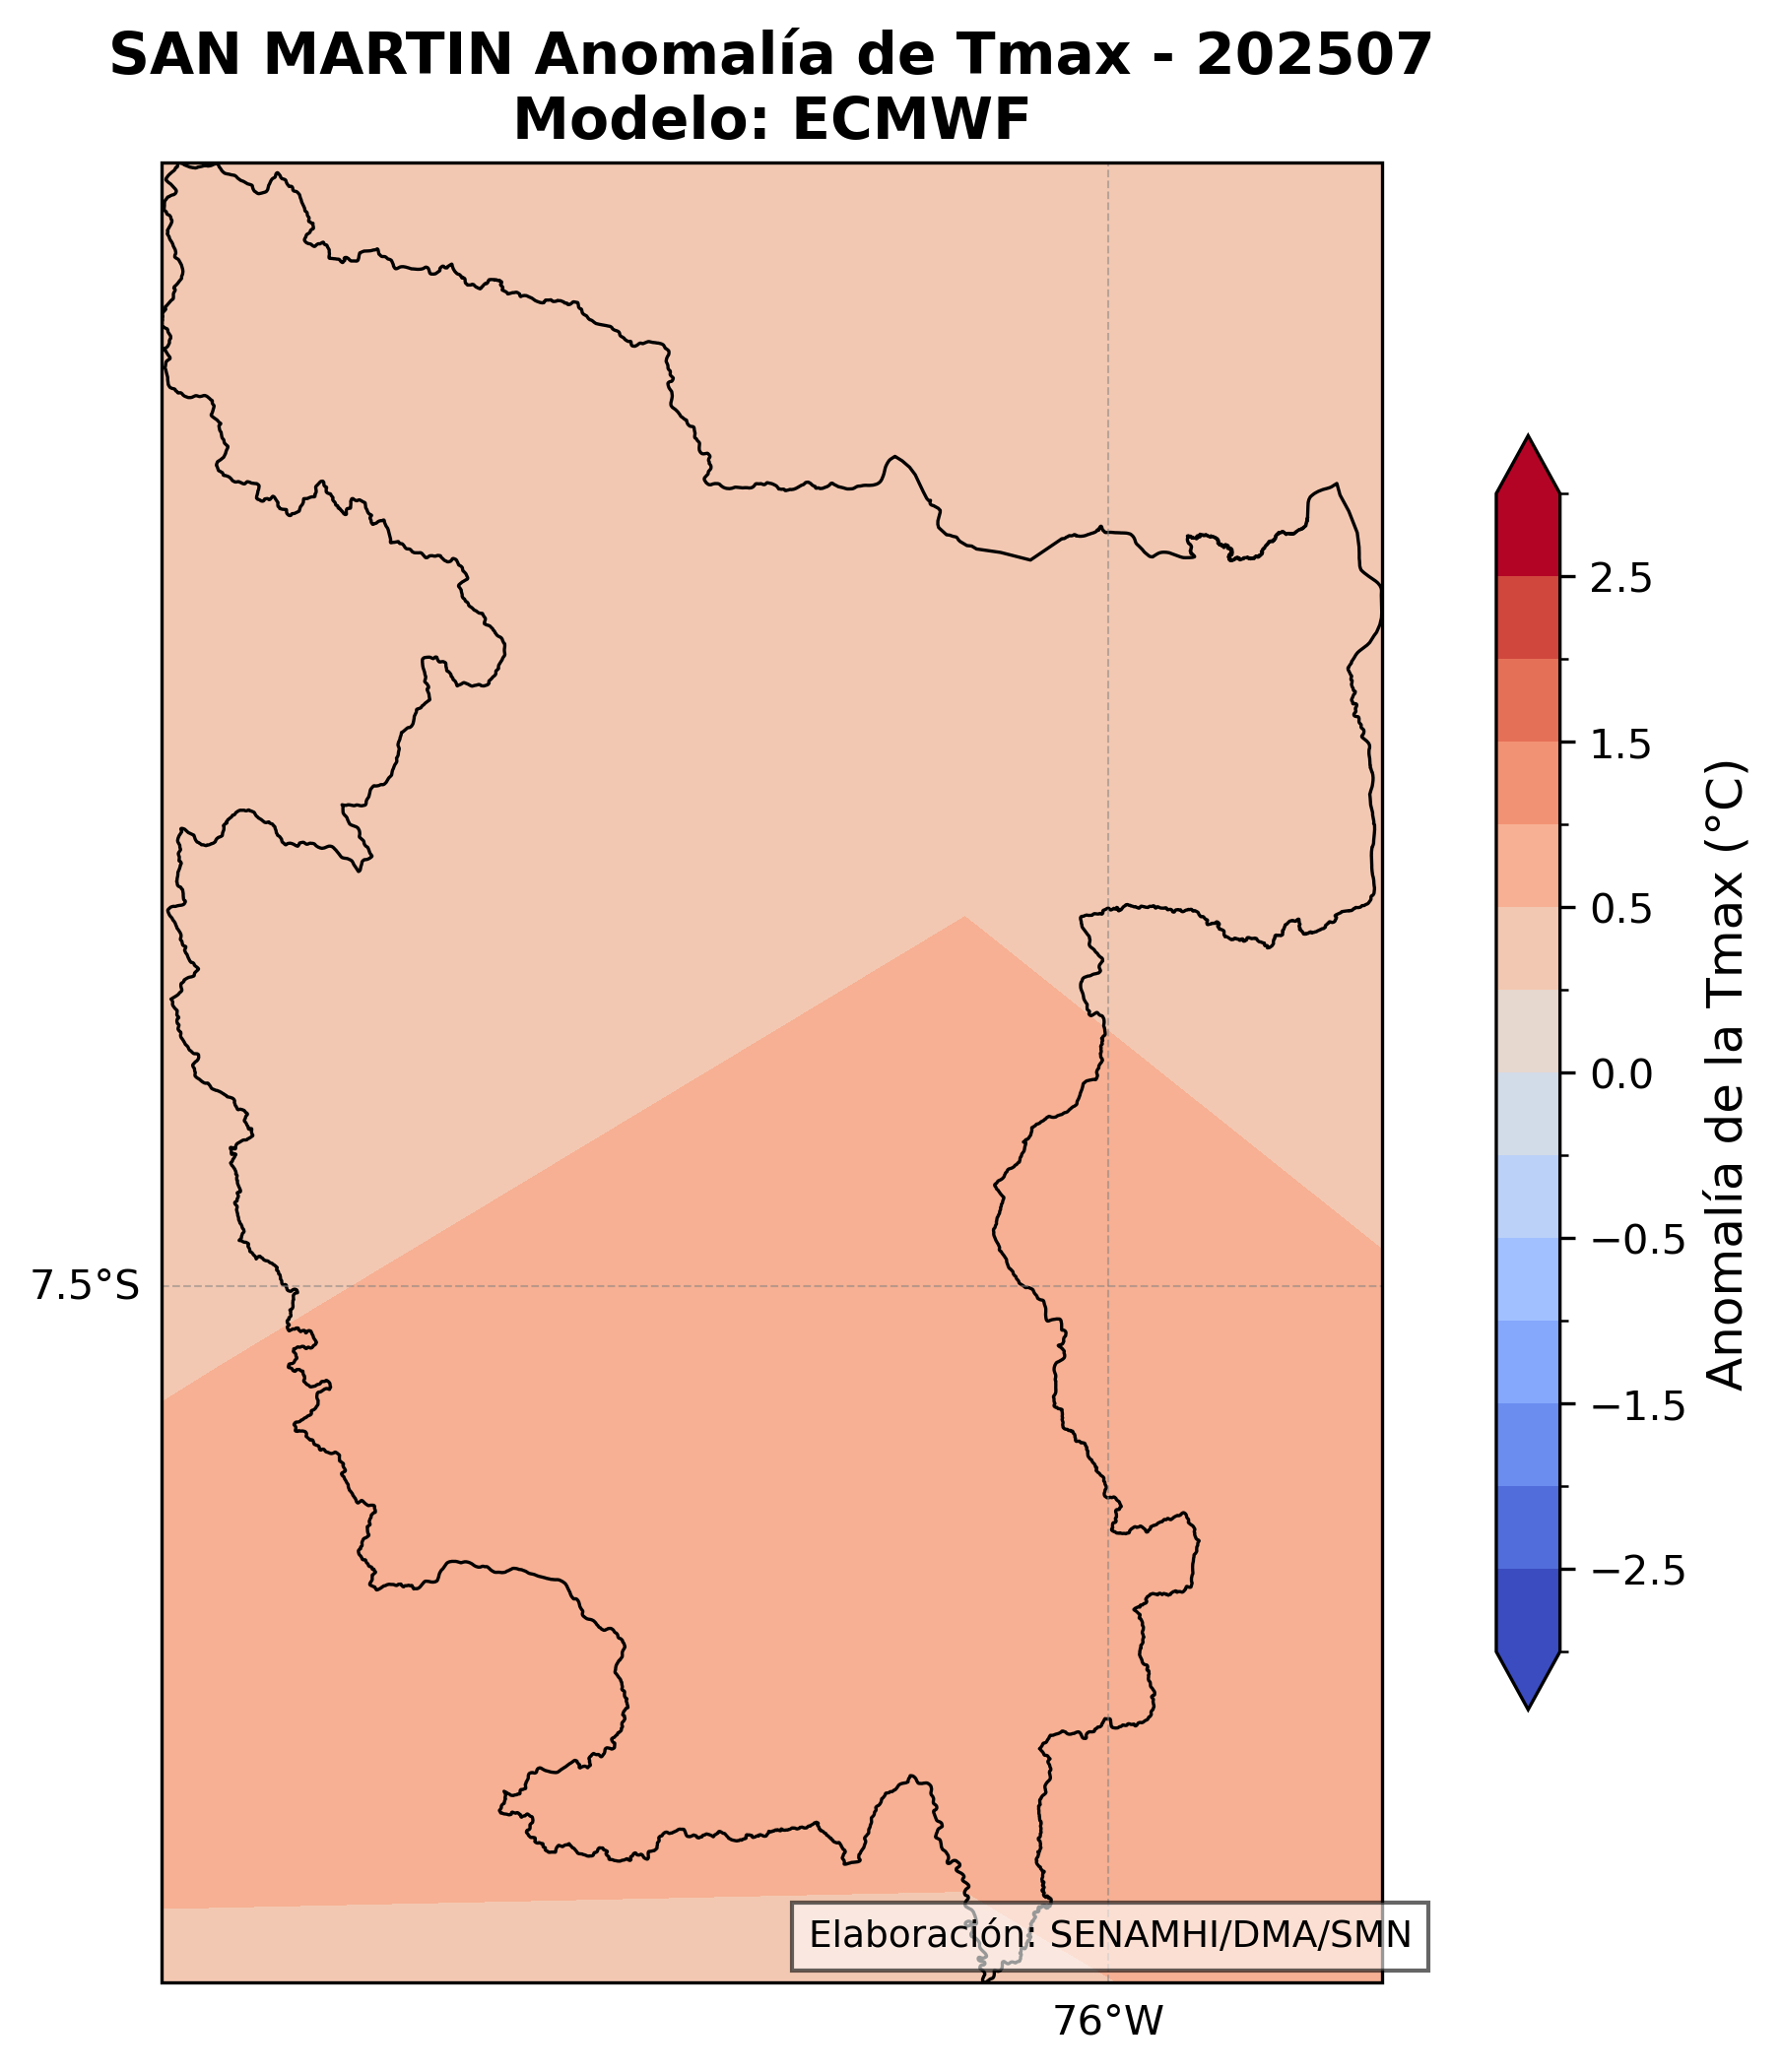 SAN MARTIN Anomalía de Tmax - 202507
Modelo: ECMWF
2.5
1.5
0.5
0.0
−0.5
−1.5
−2.5
Anomalía de la Tmax (°C)
7.5°S
Elaboración: SENAMHI/DMA/SMN
76°W